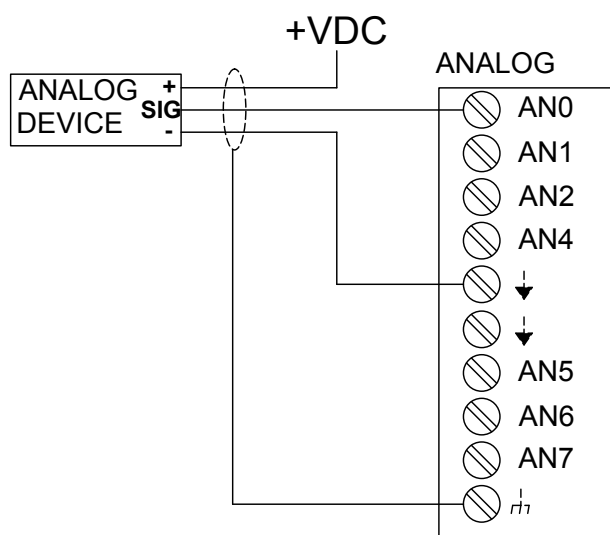 +VDC
ANALOG
ANALOG
DEVICE
+
SIG
-
AN0
AN1
AN2
AN4
AN5
AN6
AN7